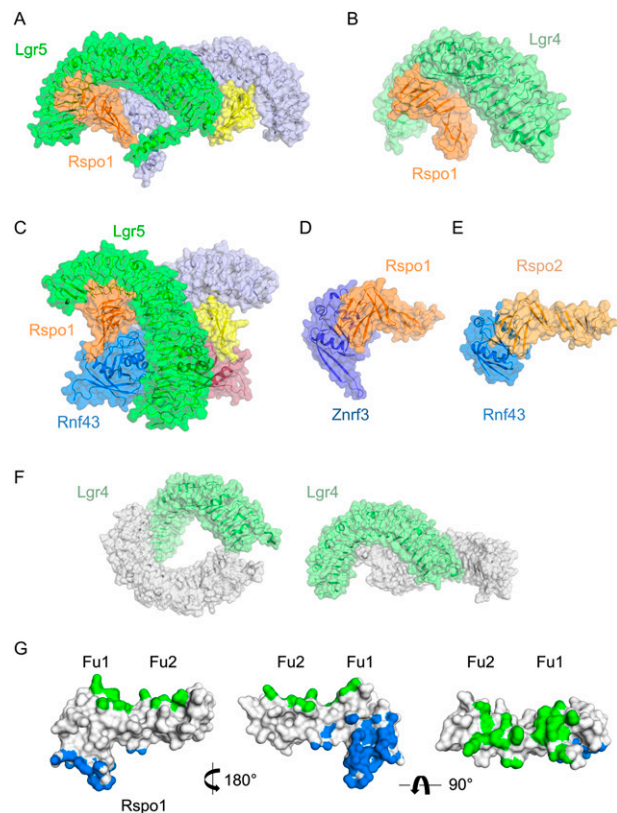 A
Lgr5
Rspo1
B
Lgr4
Rspo1
C
Lgr5
Rspo1
Rnf43
D
Rspo1
Znrf3
E
Rspo2
Rnf43
F
Lgr4
Lgr4
G
Fu1 Fu2
Fu2 Fu1
Fu2 Fu1
180°
90°
Rspo1